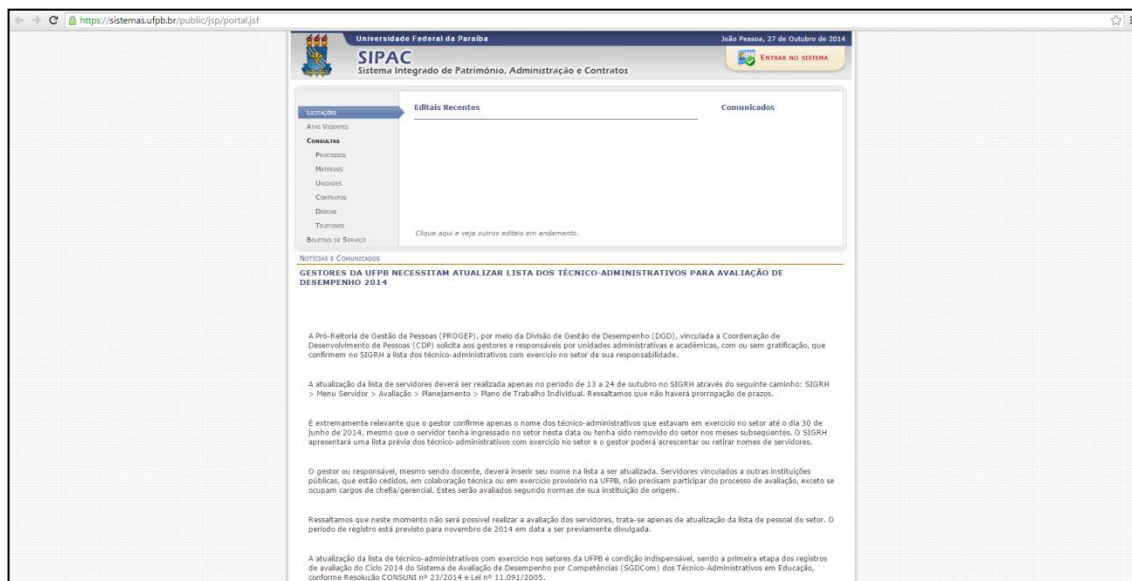 https://sistemas.ufpb.br/public/jsp/portal.jsf
Universidade Federal da Paraíba
João Pessoa, 27 de Outubro de 2014
SIPAC
Sistema Integrado de Patrimônio, Administração e Contratos
Entrar no sistema
Licitações
Atas Vigentes
Consultas
Processos
Materiais
Unidades
Contratos
Diárias
Telefones
Boletins de Serviço
Editais Recentes
Clique aqui e veja outros editais em andamento.
Comunicados
Notícias e Comunicados
GESTORES DA UFPB NECESSITAM ATUALIZAR LISTA DOS TÉCNICO-ADMINISTRATIVOS PARA AVALIAÇÃO DE
DESEMPENHO 2014
A Pró-Reitoria de Gestão de Pessoas (PROGEP), por meio da Divisão de Gestão de Desempenho (DGD), vinculada a Coordenação de
Desenvolvimento de Pessoas (CDP) solicita aos gestores e responsáveis por unidades administrativas e acadêmicas, com ou sem gratificação, que
confirmem no SIGRH a lista dos técnico-administrativos com exercício no setor de sua responsabilidade.
A atualização da lista de servidores deverá ser realizada apenas no período de 13 a 24 de outubro no SIGRH através do seguinte caminho: SIGRH
> Menu Servidor > Avaliação > Planejamento > Plano de Trabalho Individual. Ressaltamos que não haverá prorrogação de prazos.
É extremamente relevante que o gestor confirme apenas o nome dos técnico-administrativos que estavam em exercício no setor até o dia 30 de
junho de 2014, mesmo que o servidor tenha ingressado no setor nesta data ou tenha sido removido do setor nos meses subseqüentes. O SIGRH
apresentará uma lista prévia dos técnico-administrativos com exercício no setor e o gestor poderá acrescentar ou retirar nomes de servidores.
O gestor ou responsável, mesmo sendo docente, deverá inserir seu nome na lista a ser atualizada. Servidores vinculados a outras instituições
públicas, que estão cedidos, em colaboração técnica ou em exercício provisório na UFPB, não precisam participar do processo de avaliação, exceto se
ocupam cargos de chefia/gerencial. Estes serão avaliados segundo normas de sua instituição de origem.
Ressaltamos que neste momento não será possível realizar a avaliação dos servidores, trata-se apenas de atualização da lista de pessoal do setor. O
período de registro está previsto para novembro de 2014 em data a ser previamente divulgada.
A atualização da lista de técnico-administrativos com exercício nos setores da UFPB é condição indispensável, sendo a primeira etapa dos registros
de avaliação do Ciclo 2014 do Sistema de Avaliação de Desempenho por Competências (SGDCom) dos Técnico-Administrativos em Educação,
conforme Resolução CONSUNI nº 23/2014 e Lei nº 11.091/2005.